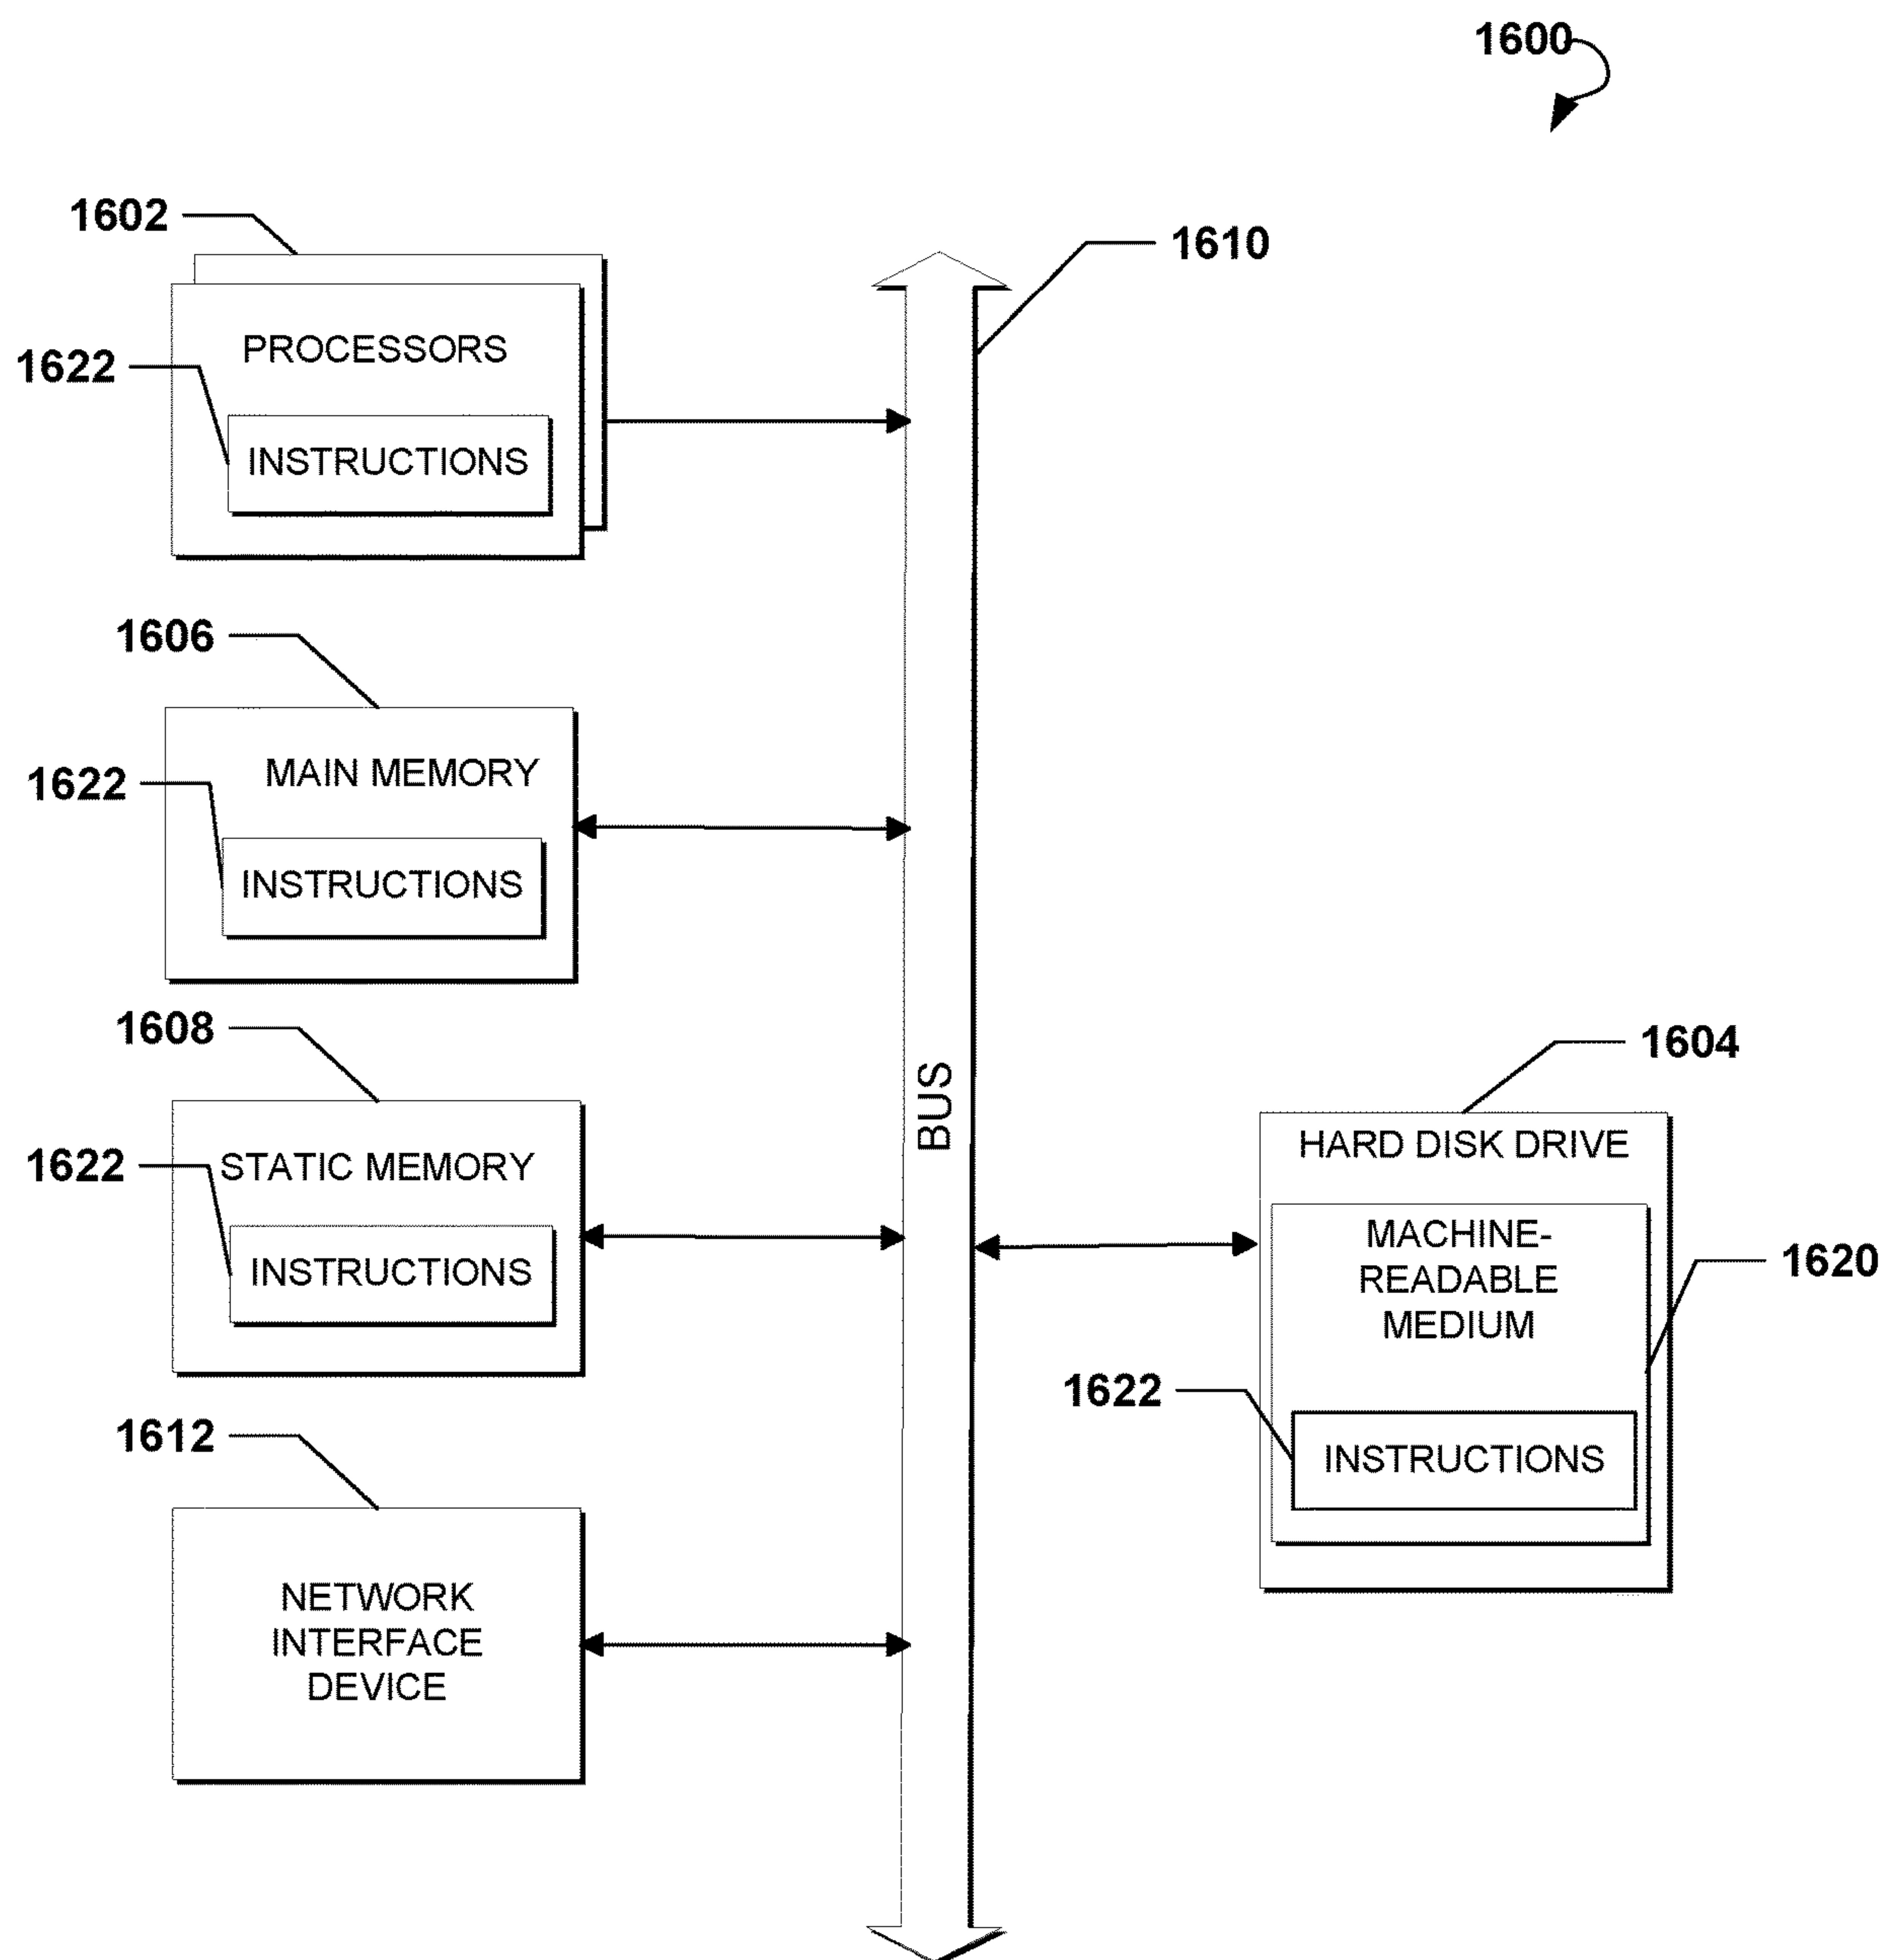 1600
1602
1610
PROCESSORS
1622
INSTRUCTIONS
1606
MAIN MEMORY
1622
INSTRUCTIONS
1608
1622
STATIC MEMORY
INSTRUCTIONS
BUS
1604
HARD DISK DRIVE
MACHINE-
READABLE
MEDIUM
1620
1622
INSTRUCTIONS
1612
NETWORK
INTERFACE
DEVICE